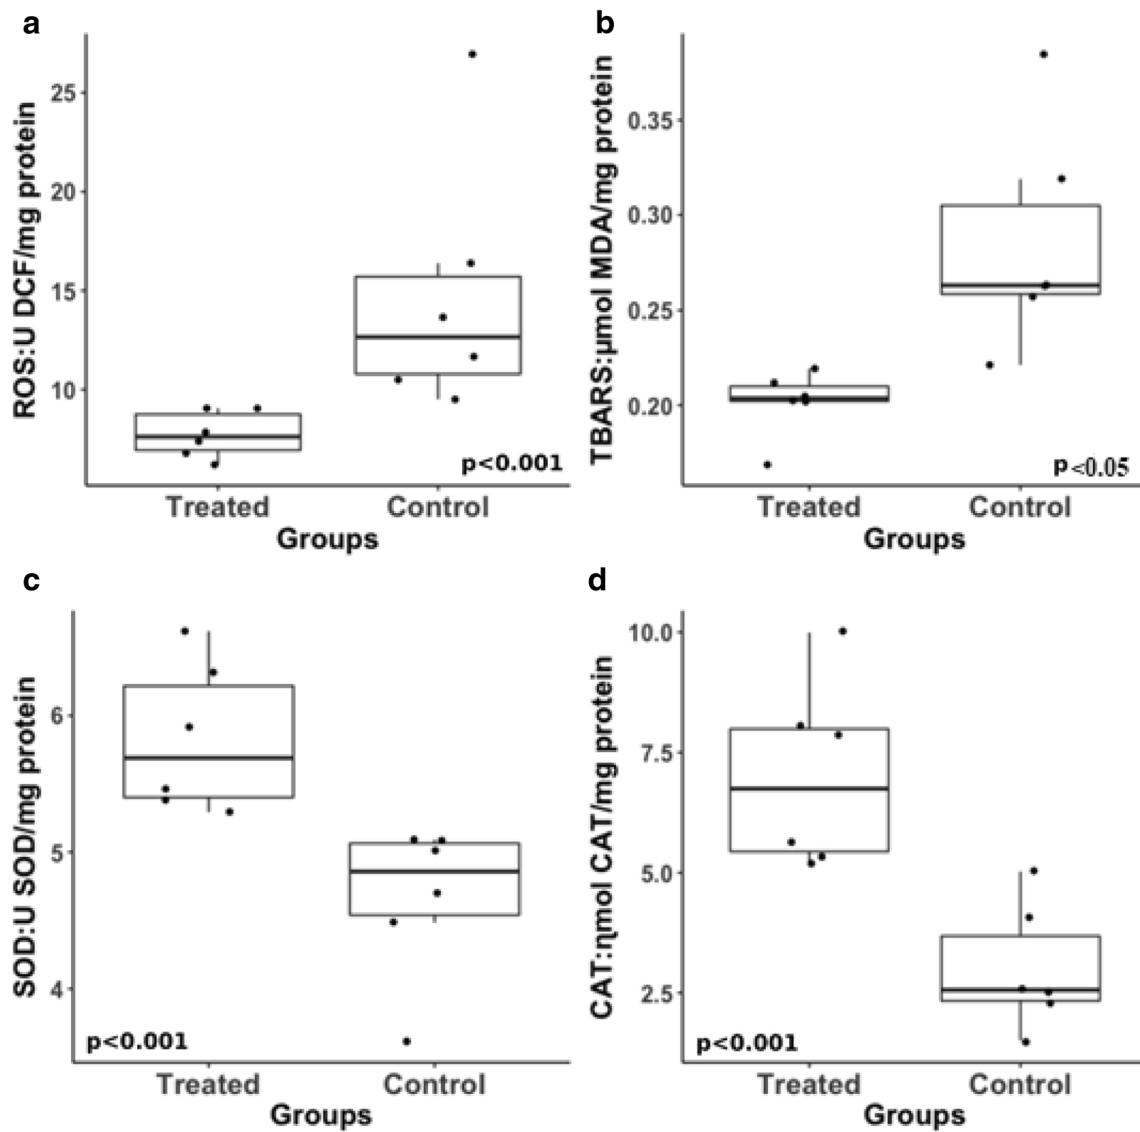 a
ROS:U DCF/mg protein
25
20
15
10
p<0.001
Treated Control
Groups
b
TBARS:µmol MDA/mg protein
0.35
0.30
0.25
0.20
p<0.05
Treated Control
Groups
c
SOD:U SOD/mg protein
6
5
4
p<0.001
Treated Control
Groups
d
CAT:ηmol CAT/mg protein
10.0
7.5
5.0
2.5
p<0.001
Treated Control
Groups